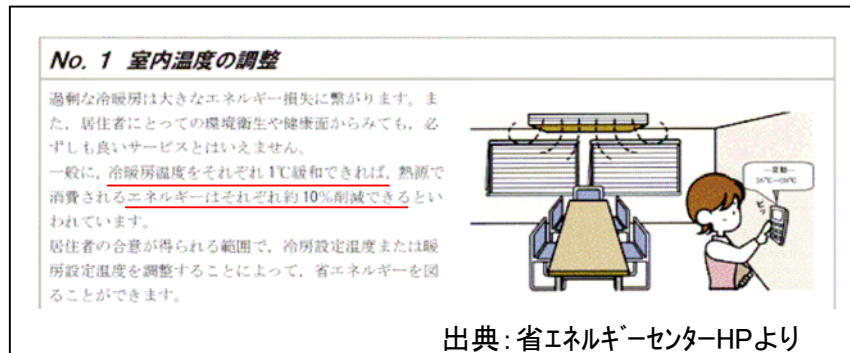 No. 1 室内温度の調整
過剰な冷暖房は大きなエネルギー損失に繋がります。ま
た，居住者にとっての環境衛生や健康面からみても，必
ずしも良いサービスとはいえません。
一般に，冷暖房温度をそれぞれ1℃緩和できれば，熱源で
消費されるエネルギーはそれぞれ約10％削減できるとい
われています。
居住者の合意が得られる範囲で，冷房設定温度または暖
房設定温度を調整することによって，省エネルギーを図
ることができます。
ピッ
出典：省エネルギーセンターHPより